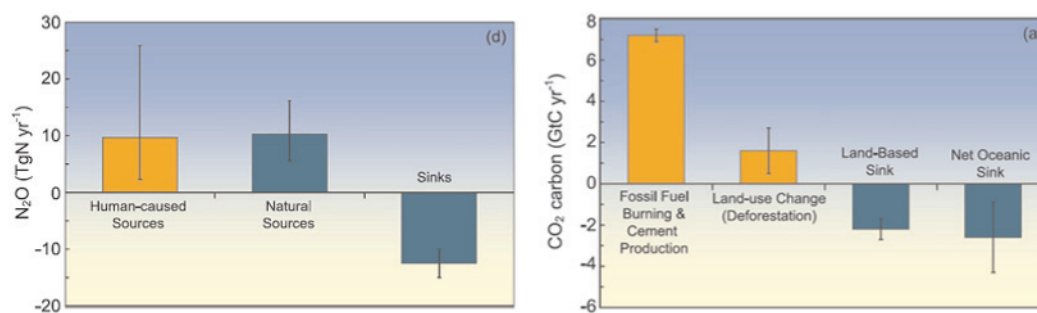 (d)
N₂O (TgN yr⁻¹)
30
20
10
0
-10
-20
Human-caused
Sources
Natural
Sources
Sinks
(a
CO₂ carbon (GtC yr⁻¹)
8
6
4
2
0
-2
-4
-6
Fossil Fuel
Burning &
Cement
Production
Land-use Change
(Deforestation)
Land-Based
Sink
Net Oceanic
Sink